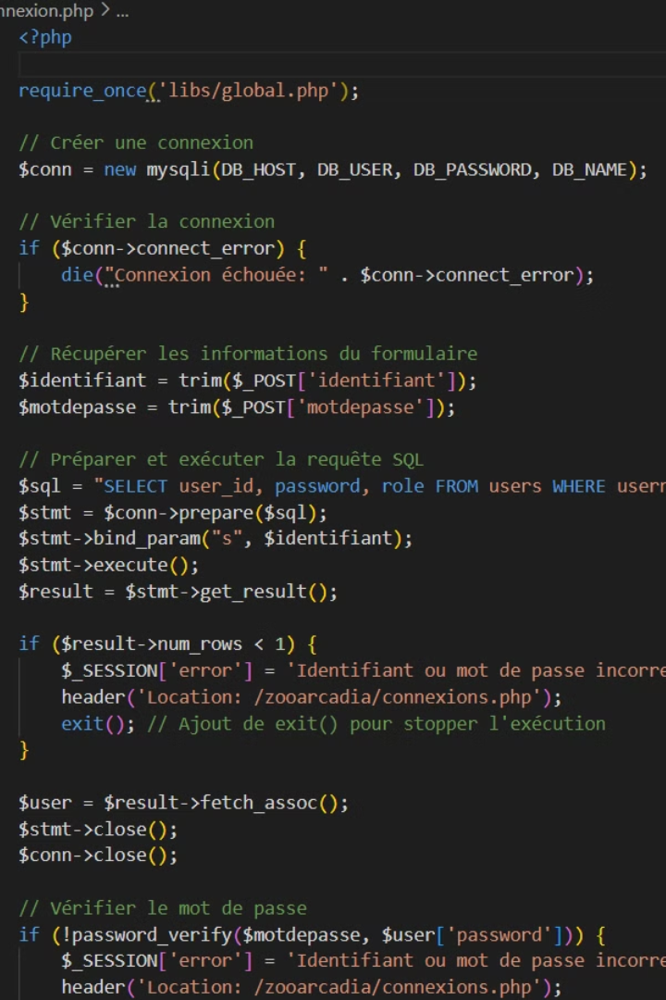 nnexion.php > ...
<?php
require_once('libs/global.php');
// Créer une connexion
$conn = new mysqli(DB_HOST, DB_USER, DB_PASSWORD, DB_NAME);
// Vérifier la connexion
if ($conn->connect_error) {
die("Connexion échouée: " . $conn->connect_error);
}
// Récupérer les informations du formulaire
$identifiant = trim($_POST['identifiant']);
$motdepasse = trim($_POST['motdepasse']);
// Préparer et exécuter la requête SQL
$sql = "SELECT user_id, password, role FROM users WHERE usern
$stmt = $conn->prepare($sql);
$stmt->bind_param("s", $identifiant);
$stmt->execute();
$result = $stmt->get_result();
if ($result->num_rows < 1) {
$_SESSION['error'] = 'Identifiant ou mot de passe incorre
header('Location: /zooarcadia/connexions.php');
exit(); // Ajout de exit() pour stopper l'exécution
}
$user = $result->fetch_assoc();
$stmt->close();
$conn->close();
// Vérifier le mot de passe
if (!password_verify($motdepasse, $user['password'])) {
$_SESSION['error'] = 'Identifiant ou mot de passe incorre
header('Location: /zooarcadia/connexions.php');